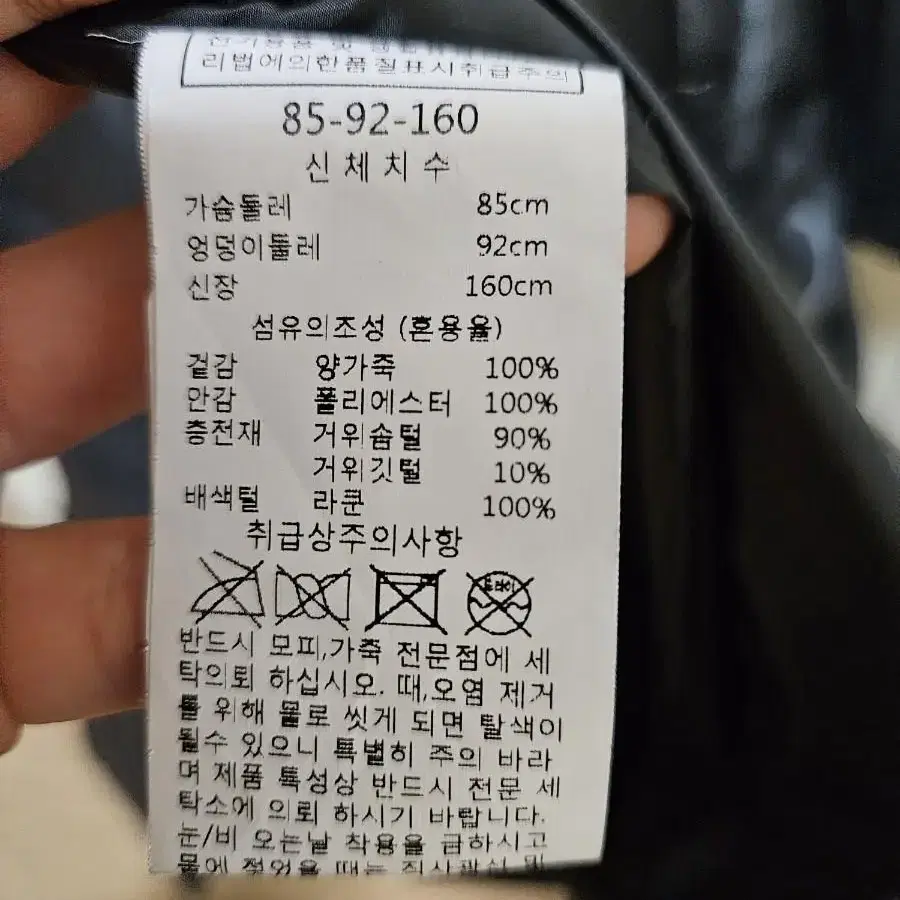 리법에의한품질표시취급주의
85-92-160
신체치수
가슴둘레 85cm
엉덩이둘레 92cm
신장 160cm
섬유의조성 (혼용율)
겉감 양가죽 100%
안감 폴리에스터 100%
충전재 거위솜털 90%
거위깃털 10%
배색털 라쿤 100%
취급상주의사항
반드시 모피,가죽 전문점에 세
탁의뢰 하십시오. 때,오염 제거
를 위해 물로 씻게 되면 탈색이
될수 있으니 특별히 주의 바라
며 제품 특성상 반드시 전문 세
탁소에 의뢰 하시기 바랍니다.
눈/비 오는날 착용을 금하시고
물에 젖었을 때는